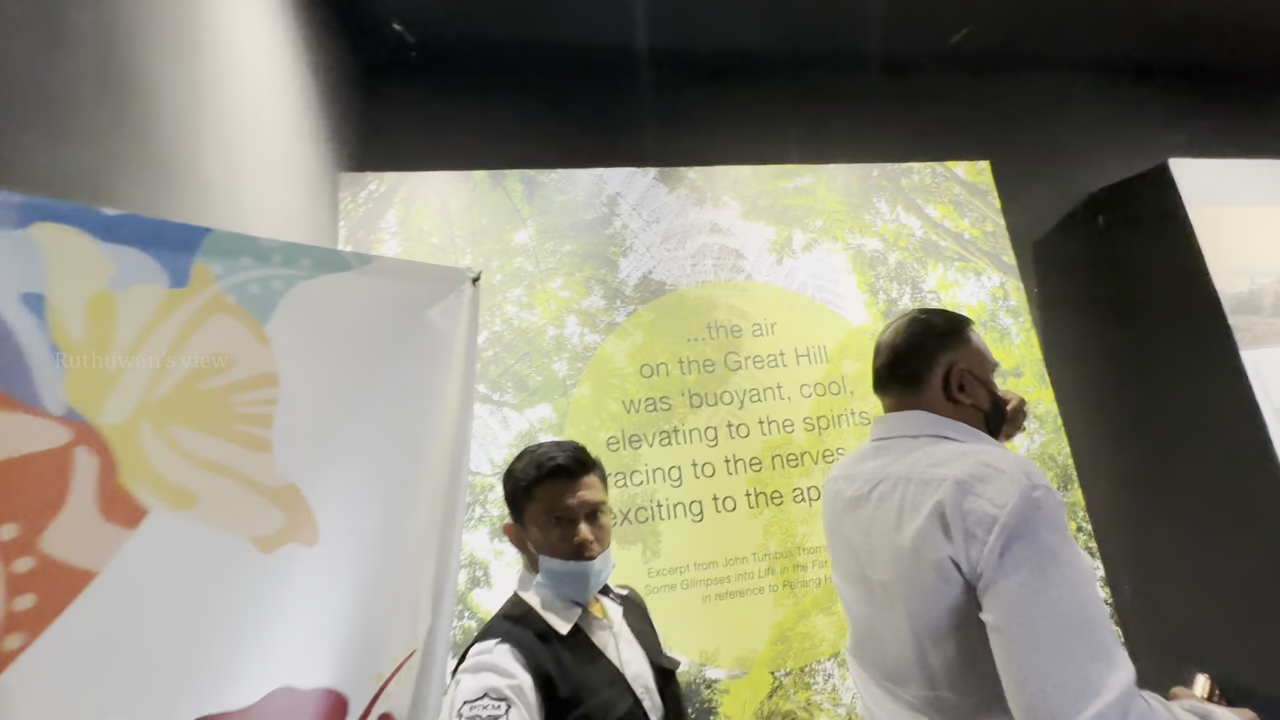 ...the air
on the Great Hill
was 'buoyant, cool,
elevating to the spirits
racing to the nerves
exciting to the ap
Excerpt from John Turnbull Thom
Some Glimpses into Life in the Far
in reference to Penang H
Ruthuwan's view
PTKM